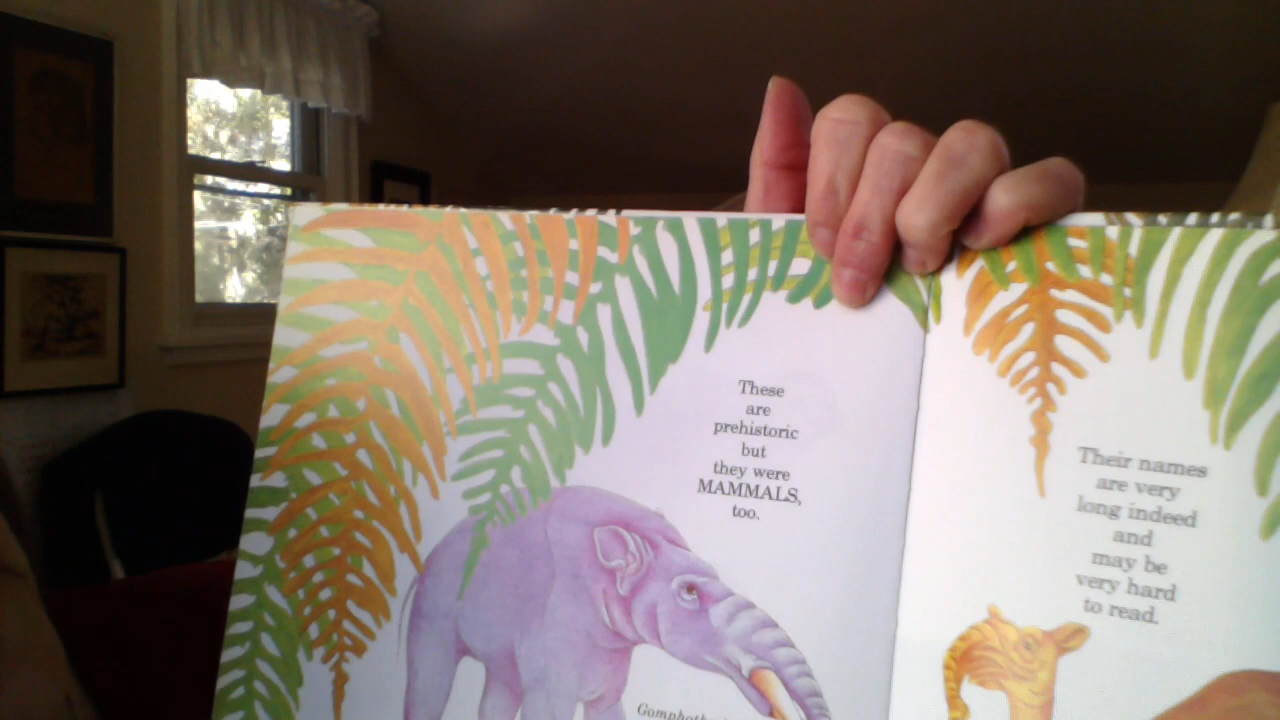 These
are
prehistoric
but
they were
MAMMALS,
too.
Their names
are very
long indeed
and
may be
very hard
to read.